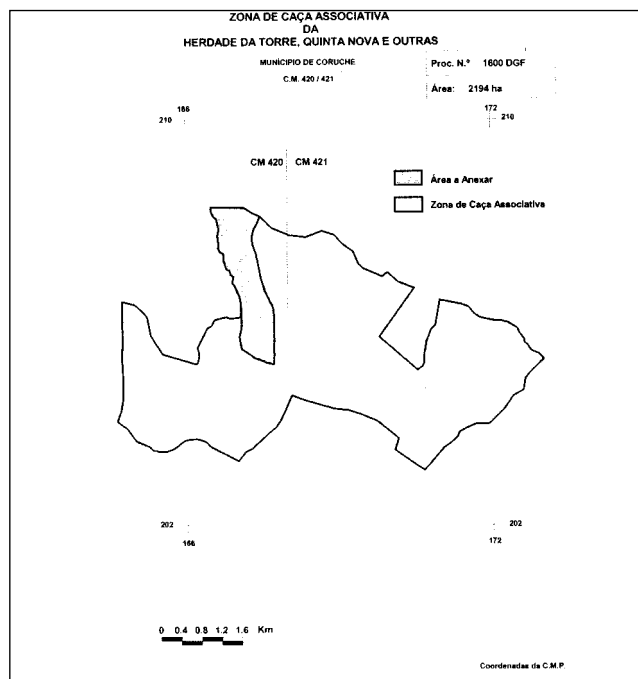 ZONA DE CAÇA ASSOCIATIVA
DA
HERDADE DA TORRE, QUINTA NOVA E OUTRAS
MUNICIPIO DE CORUCHE
C.M. 420 / 421
Proc. N.º 1600 DGF
Área: 2194 ha
166
210
172
210
CM 420 CM 421
Área a Anexar
Zona de Caça Associativa
202
166
202
172
0 0.4 0.8 1.2 1.6 Km
Coordenadas da C.M.P.